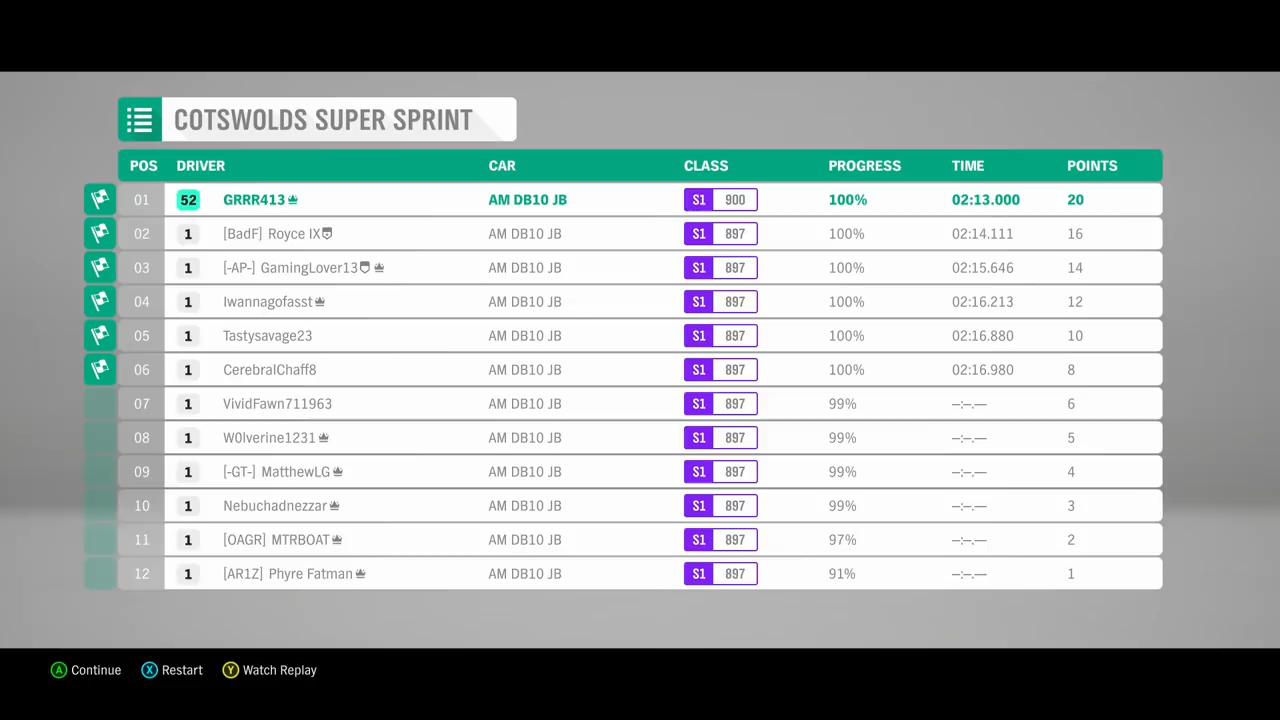 COTSWOLDS SUPER SPRINT
POS DRIVER CAR CLASS PROGRESS TIME POINTS
01 52 GRRR413 AM DB10 JB S1 900 100% 02:13.000 20
02 1 [BadF] Royce IX AM DB10 JB S1 897 100% 02:14.111 16
03 1 [-AP-] GamingLover13 AM DB10 JB S1 897 100% 02:15.646 14
04 1 Iwannagofasst AM DB10 JB S1 897 100% 02:16.213 12
05 1 Tastysavage23 AM DB10 JB S1 897 100% 02:16.880 10
06 1 CerebralChaff8 AM DB10 JB S1 897 100% 02:16.980 8
07 1 VividFawn711963 AM DB10 JB S1 897 99% --:--.--- 6
08 1 W0lverine1231 AM DB10 JB S1 897 99% --:--.--- 5
09 1 [-GT-] MatthewLG AM DB10 JB S1 897 99% --:--.--- 4
10 1 Nebuchadnezzar AM DB10 JB S1 897 99% --:--.--- 3
11 1 [OAGR] MTRBOAT AM DB10 JB S1 897 97% --:--.--- 2
12 1 [AR1Z] Phyre Fatman AM DB10 JB S1 897 91% --:--.--- 1
A Continue X Restart Y Watch Replay